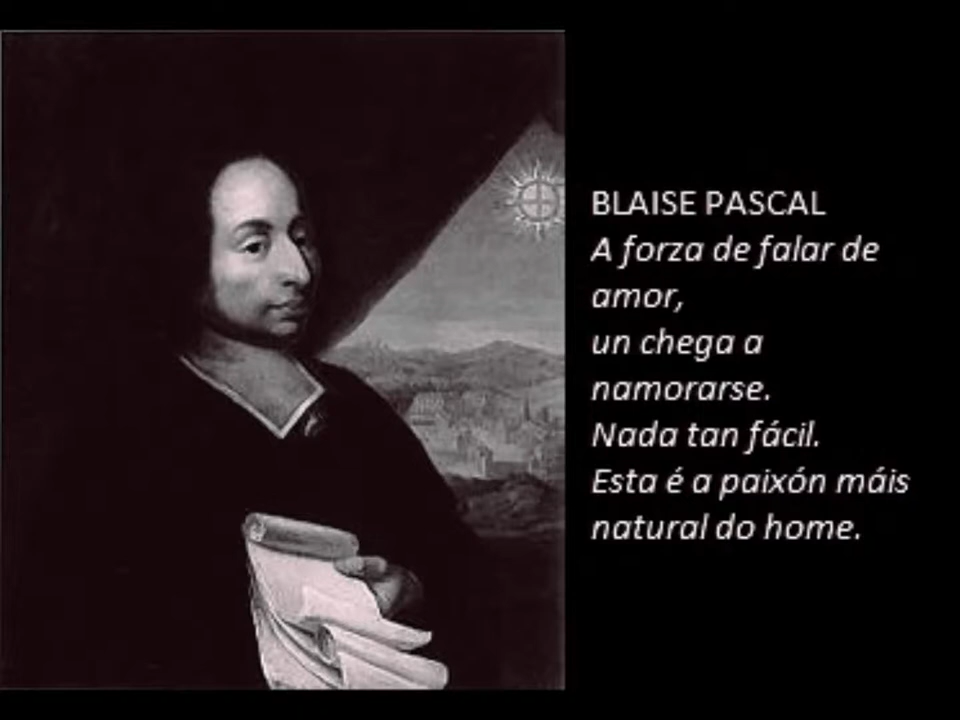 BLAISE PASCAL
A forza de falar de
amor,
un chega a
namorarse.
Nada tan fácil.
Esta é a paixón máis
natural do home.